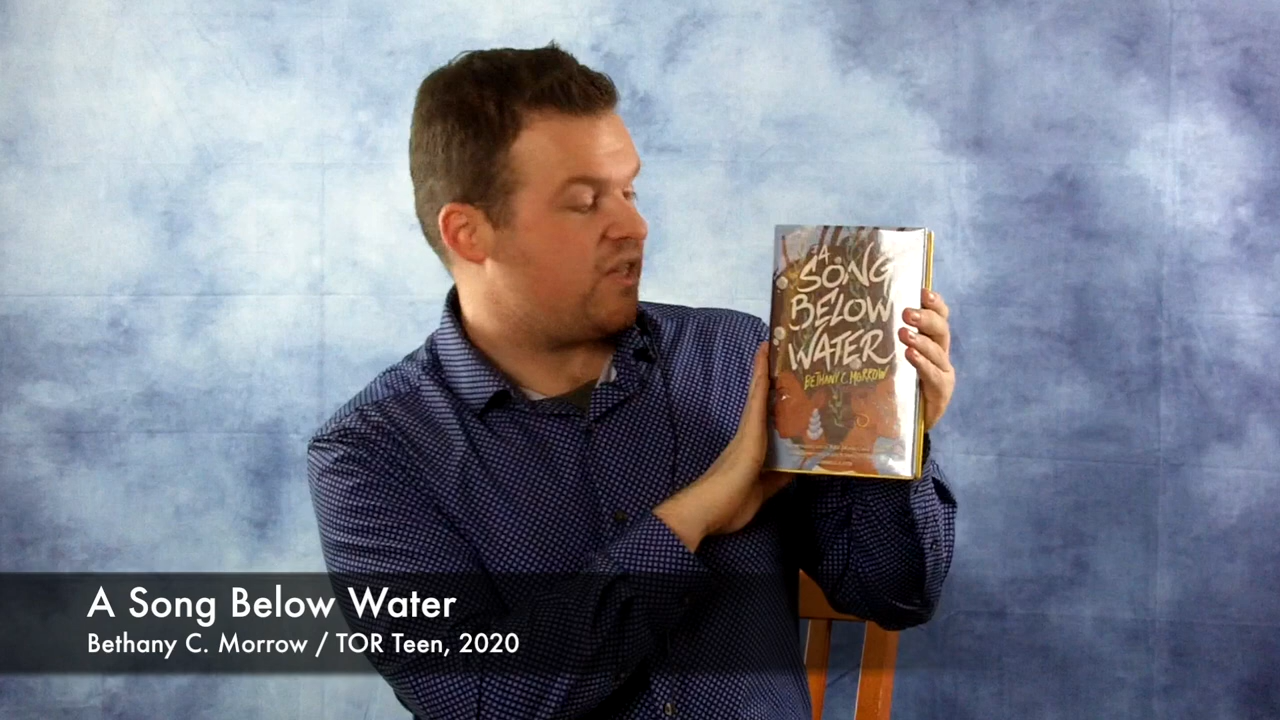 A
SONG
BELOW
WATER
BETHANY C. MORROW
A Song Below Water
Bethany C. Morrow / TOR Teen, 2020